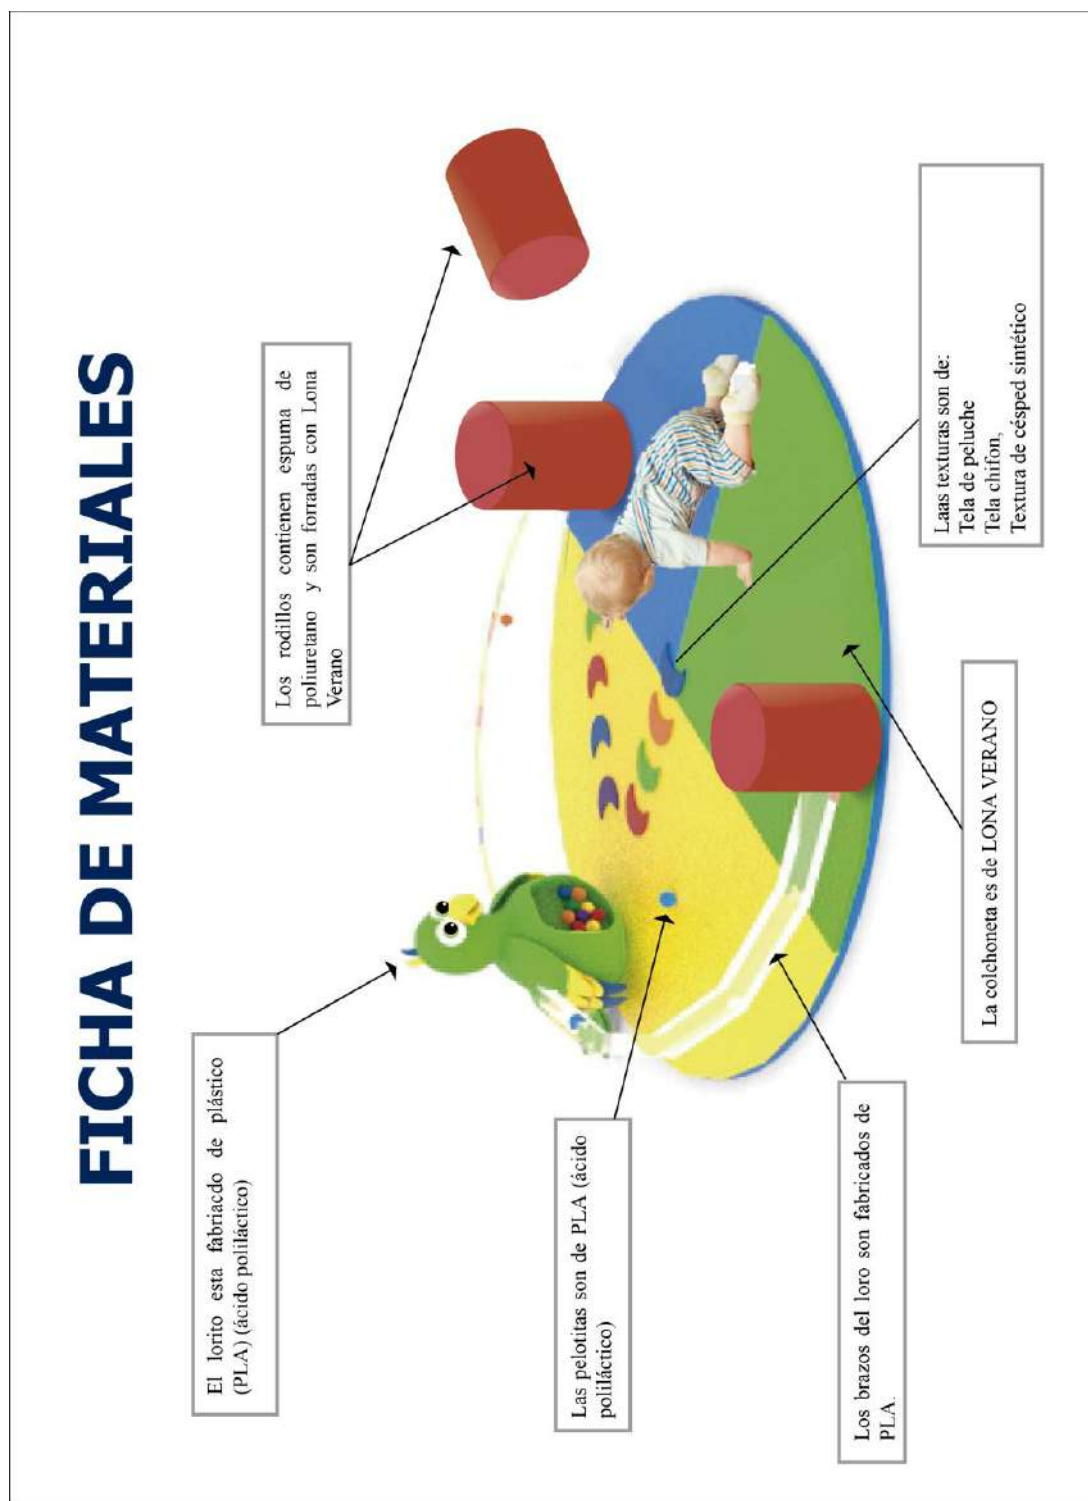 FICHA DE MATERIALES
El lorito esta fabriacdo de plástico
(PLA) (ácido poliláctico)
Los rodillos contienen espuma de
poliuretano y son forradas con Lona
Verano
Las pelotitas son de PLA (ácido
poliláctico)
Los brazos del loro son fabricados de
PLA.
La colchoneta es de LONA VERANO
Laas texturas son de:
Tela de peluche
Tela chifon,
Textura de césped sintético